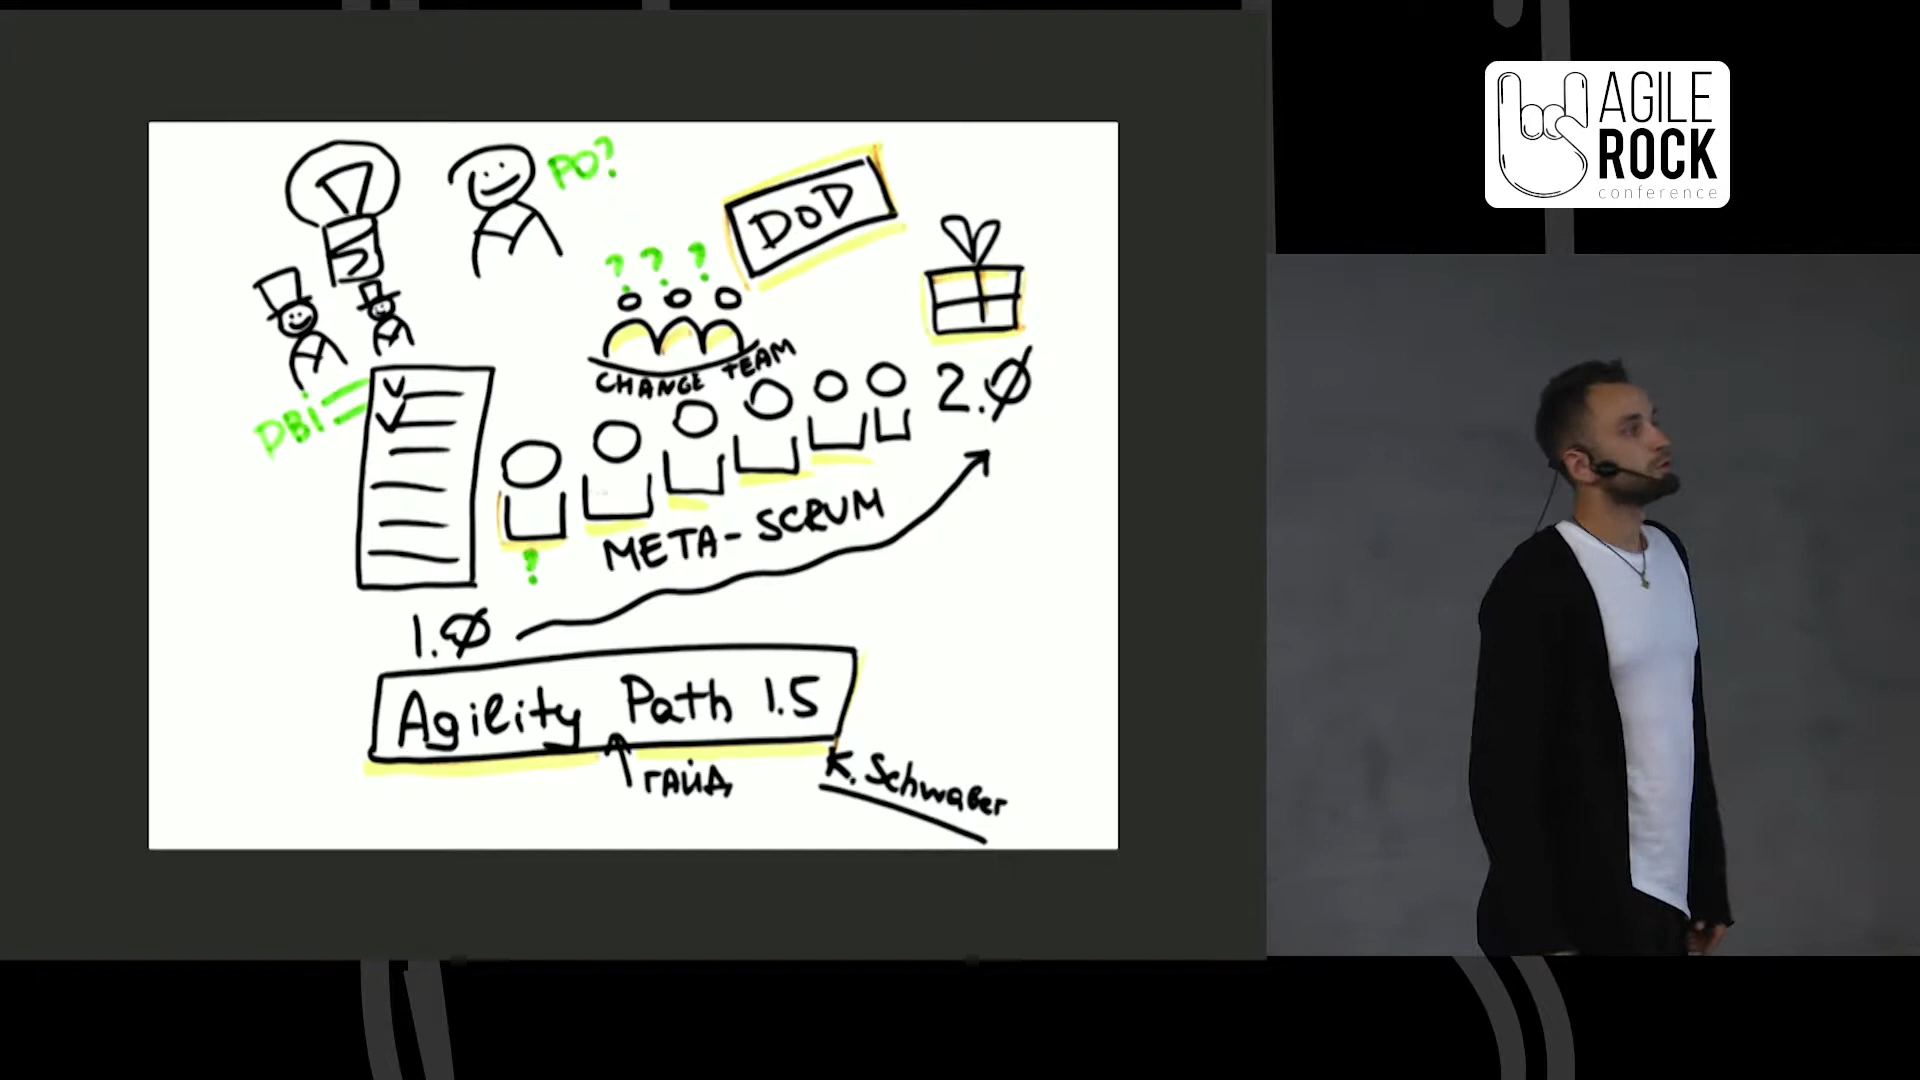 PO?
DOD
? ? ?
CHANGE TEAM
DBI
2.0
META-SCRUM
?
1.0
Agility Path 1.5
ГАЙД
K. Schwaber
AGILE
ROCK
conference